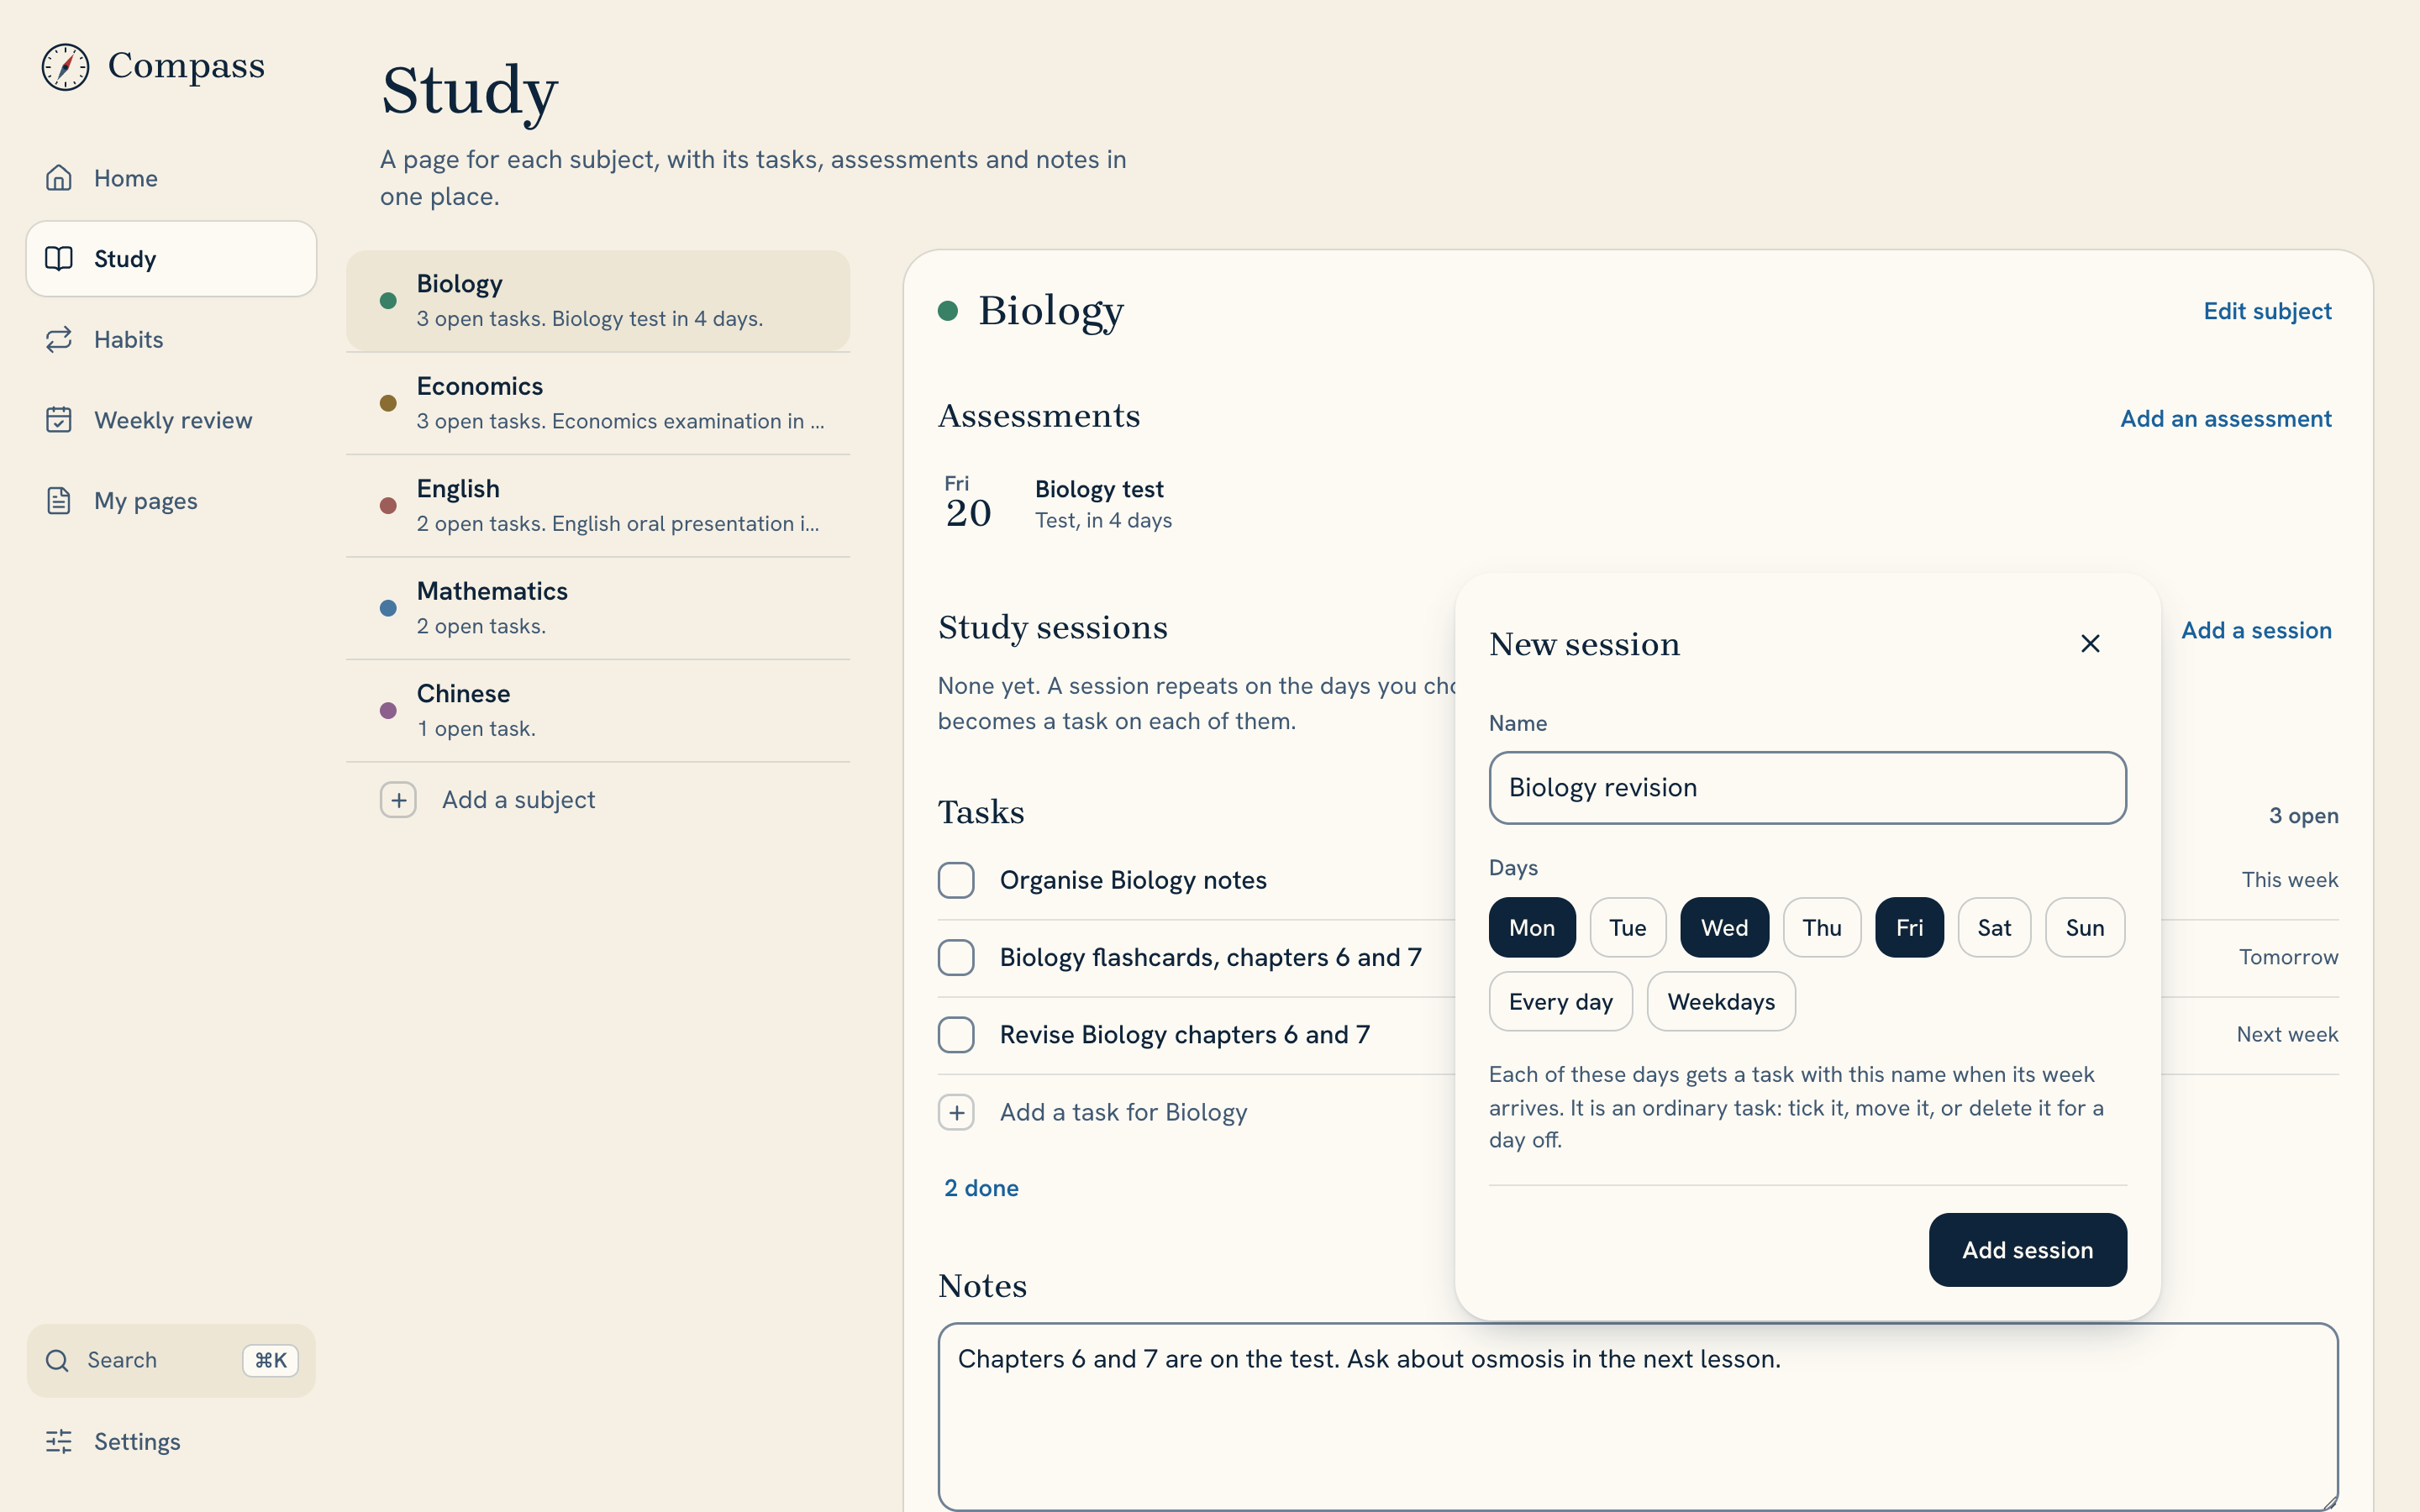 Compass
Home
Study
Habits
Weekly review
My pages
Search
⌘K
Settings
Study
A page for each subject, with its tasks, assessments and notes in
one place.
Biology
3 open tasks. Biology test in 4 days.
Economics
3 open tasks. Economics examination in ...
English
2 open tasks. English oral presentation i...
Mathematics
2 open tasks.
Chinese
1 open task.
Add a subject
Biology
Edit subject
Assessments
Add an assessment
Fri
20
Biology test
Test, in 4 days
Study sessions
Add a session
None yet. A session repeats on the days you
becomes a task on each of them.
Tasks
3 open
Organise Biology notes
This week
Biology flashcards, chapters 6 and 7
Tomorrow
Revise Biology chapters 6 and 7
Next week
Add a task for Biology
2 done
Notes
Chapters 6 and 7 are on the test. Ask about osmosis in the next lesson.
New session
Name
Biology revision
Days
Mon Tue Wed Thu Fri Sat Sun
Every day Weekdays
Each of these days gets a task with this name when its week
arrives. It is an ordinary task: tick it, move it, or delete it for a
day off.
Add session